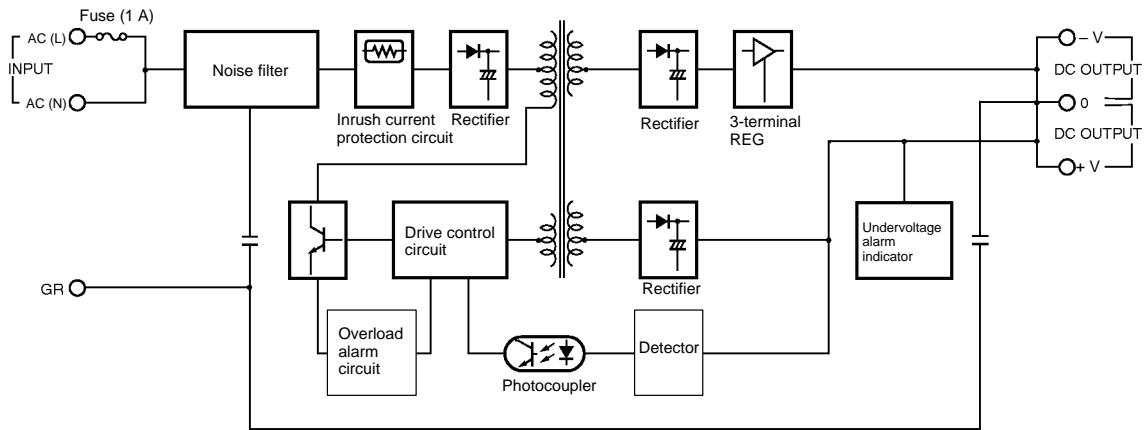 Fuse (1 A)
AC (L)
INPUT
AC (N)
Noise filter
Inrush current
protection circuit
Rectifier
Rectifier
3-terminal
REG
– V
DC OUTPUT
0
DC OUTPUT
+ V
Drive control
circuit
Rectifier
Undervoltage
alarm
indicator
GR
Overload
alarm
circuit
Photocoupler
Detector